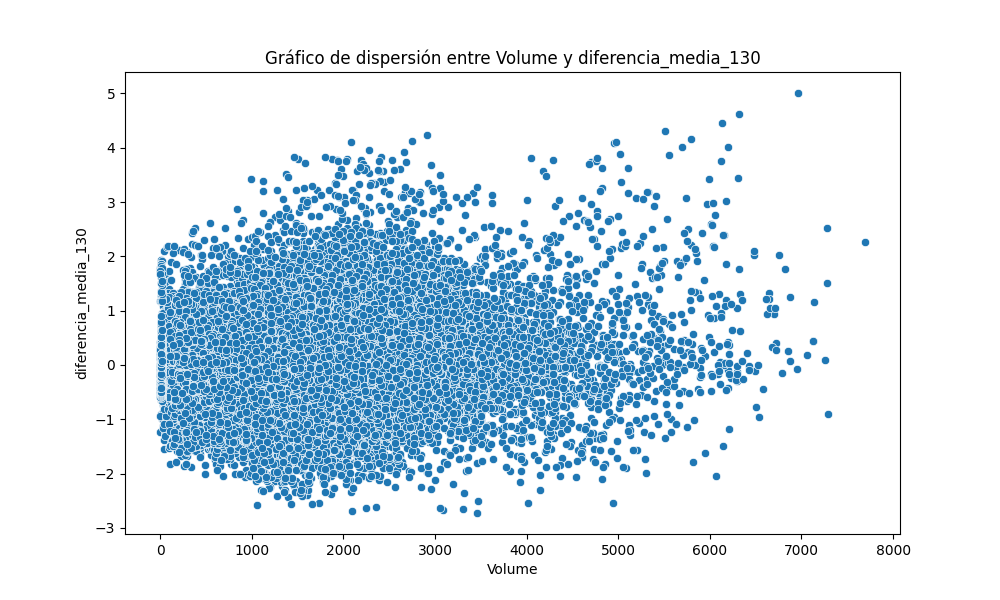 Gráfico de dispersión entre Volume y diferencia_media_130
diferencia_media_130
5
4
3
2
1
0
−1
−2
−3
0 1000 2000 3000 4000 5000 6000 7000 8000
Volume